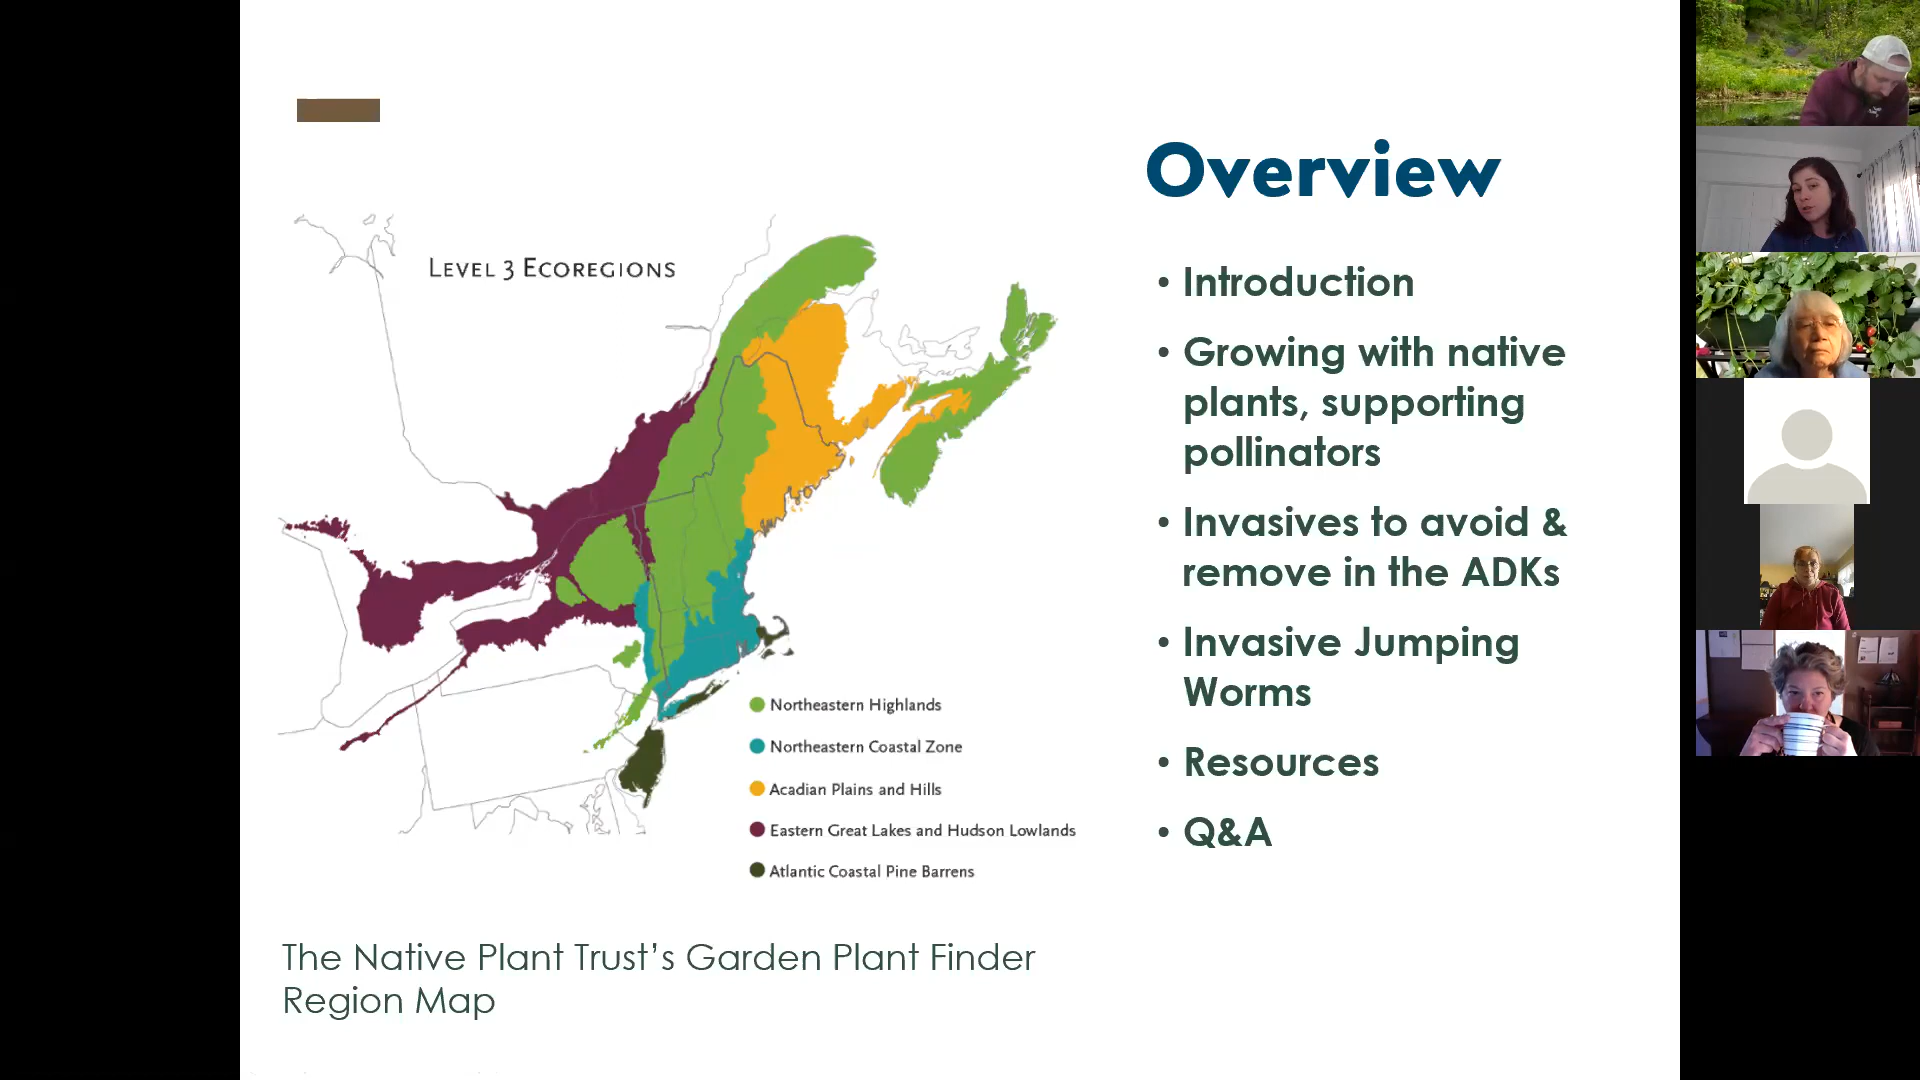 Overview
LEVEL 3 ECOREGIONS
• Introduction
• Growing with native
plants, supporting
pollinators
• Invasives to avoid &
remove in the ADKs
• Invasive Jumping
Worms
• Resources
• Q&A
Northeastern Highlands
Northeastern Coastal Zone
Acadian Plains and Hills
Eastern Great Lakes and Hudson Lowlands
Atlantic Coastal Pine Barrens
The Native Plant Trust’s Garden Plant Finder
Region Map